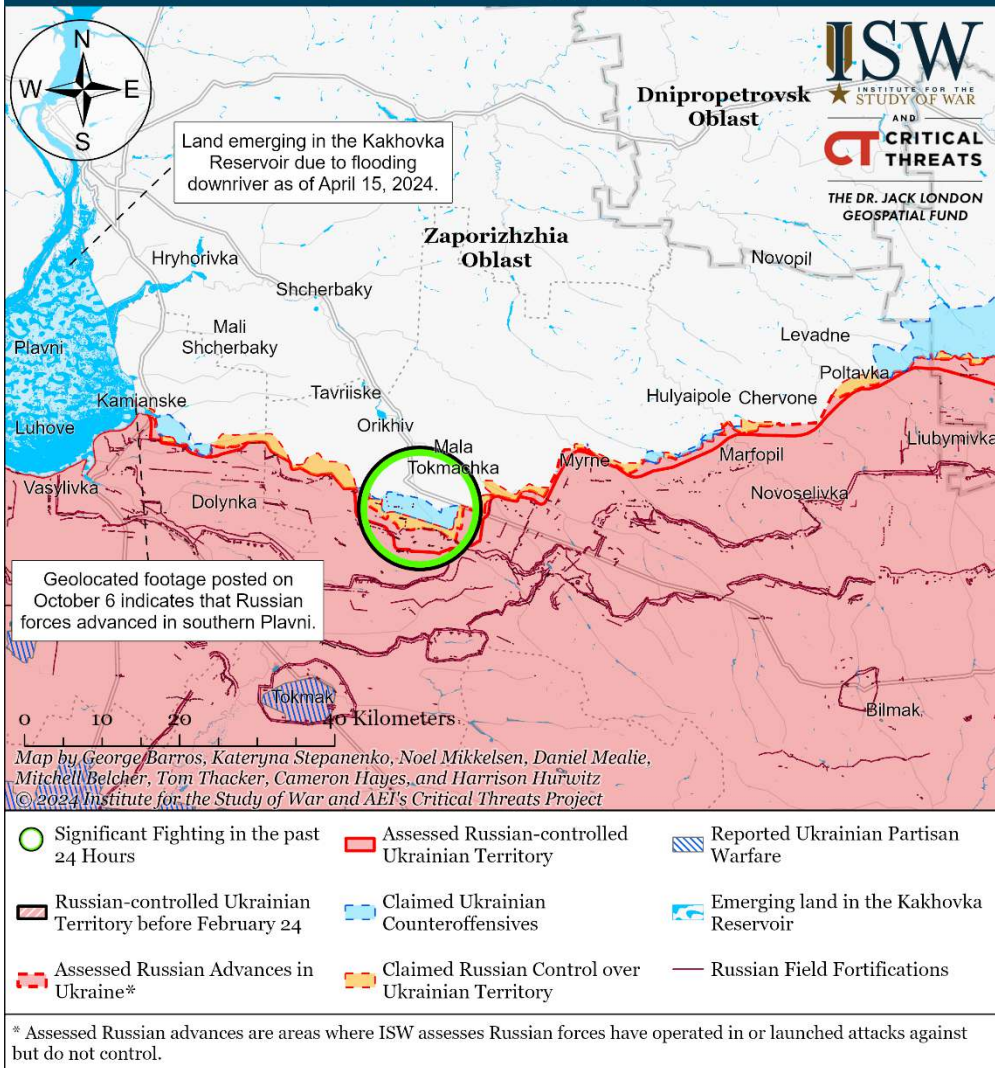 N
W E
S
ISW
INSTITUTE FOR THE
STUDY OF WAR
AND
CT CRITICAL
THREATS
THE DR. JACK LONDON
GEOSPATIAL FUND
Dnipropetrovsk
Oblast
Land emerging in the Kakhovka
Reservoir due to flooding
downriver as of April 15, 2024.
Zaporizhzhia
Oblast
Hryhorivka
Novopil
Shcherbaky
Mali
Shcherbaky
Levadne
Plavni
Poltavka
Tavriiske
Hulyaipole
Chervone
Kamianske
Orikhiv
Luhove
Mala
Tokmachka
Liubymivka
Myrne
Marfopil
Vasylivka
Dolynka
Novoselivka
Geolocated footage posted on
October 6 indicates that Russian
forces advanced in southern Plavni.
Tokmak
Bilmak
0 10 20 40 Kilometers
Map by George Barros, Kateryna Stepanenko, Noel Mikkelsen, Daniel Mealie,
Mitchell Belcher, Tom Thacker, Cameron Hayes, and Harrison Hurwitz
© 2024 Institute for the Study of War and AEI's Critical Threats Project
Significant Fighting in the past
24 Hours
Assessed Russian-controlled
Ukrainian Territory
Reported Ukrainian Partisan
Warfare
Russian-controlled Ukrainian
Territory before February 24
Claimed Ukrainian
Counteroffensives
Emerging land in the Kakhovka
Reservoir
Assessed Russian Advances in
Ukraine*
Claimed Russian Control over
Ukrainian Territory
Russian Field Fortifications
* Assessed Russian advances are areas where ISW assesses Russian forces have operated in or launched attacks against
but do not control.